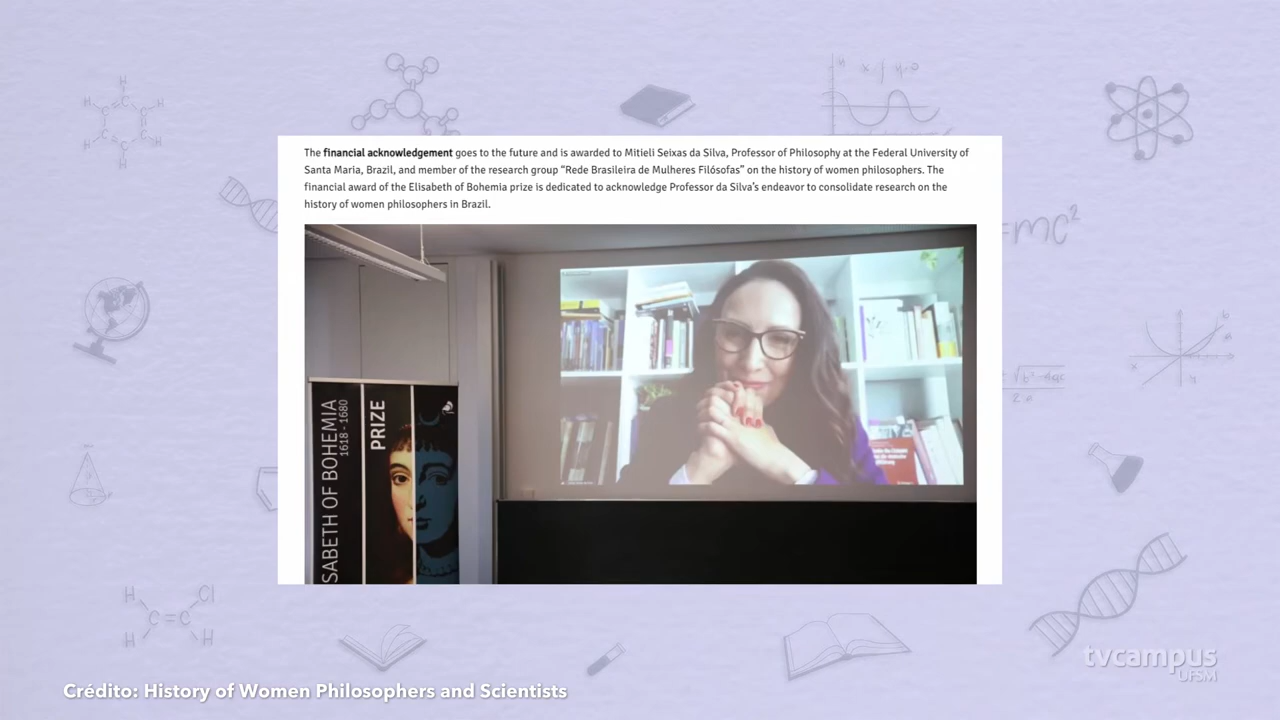 The financial acknowledgement goes to the future and is awarded to Mitieli Seixas da Silva, Professor of Philosophy at the Federal University of
Santa Maria, Brazil, and member of the research group “Rede Brasileira de Mulheres Filósofas” on the history of women philosophers. The
financial award of the Elisabeth of Bohemia prize is dedicated to acknowledge Professor da Silva’s endeavor to consolidate research on the
history of women philosophers in Brazil.
SABETH OF BOHEMIA
1618 - 1680
PRIZE
=MC²
Crédito: History of Women Philosophers and Scientists
tvcampus
UFSM